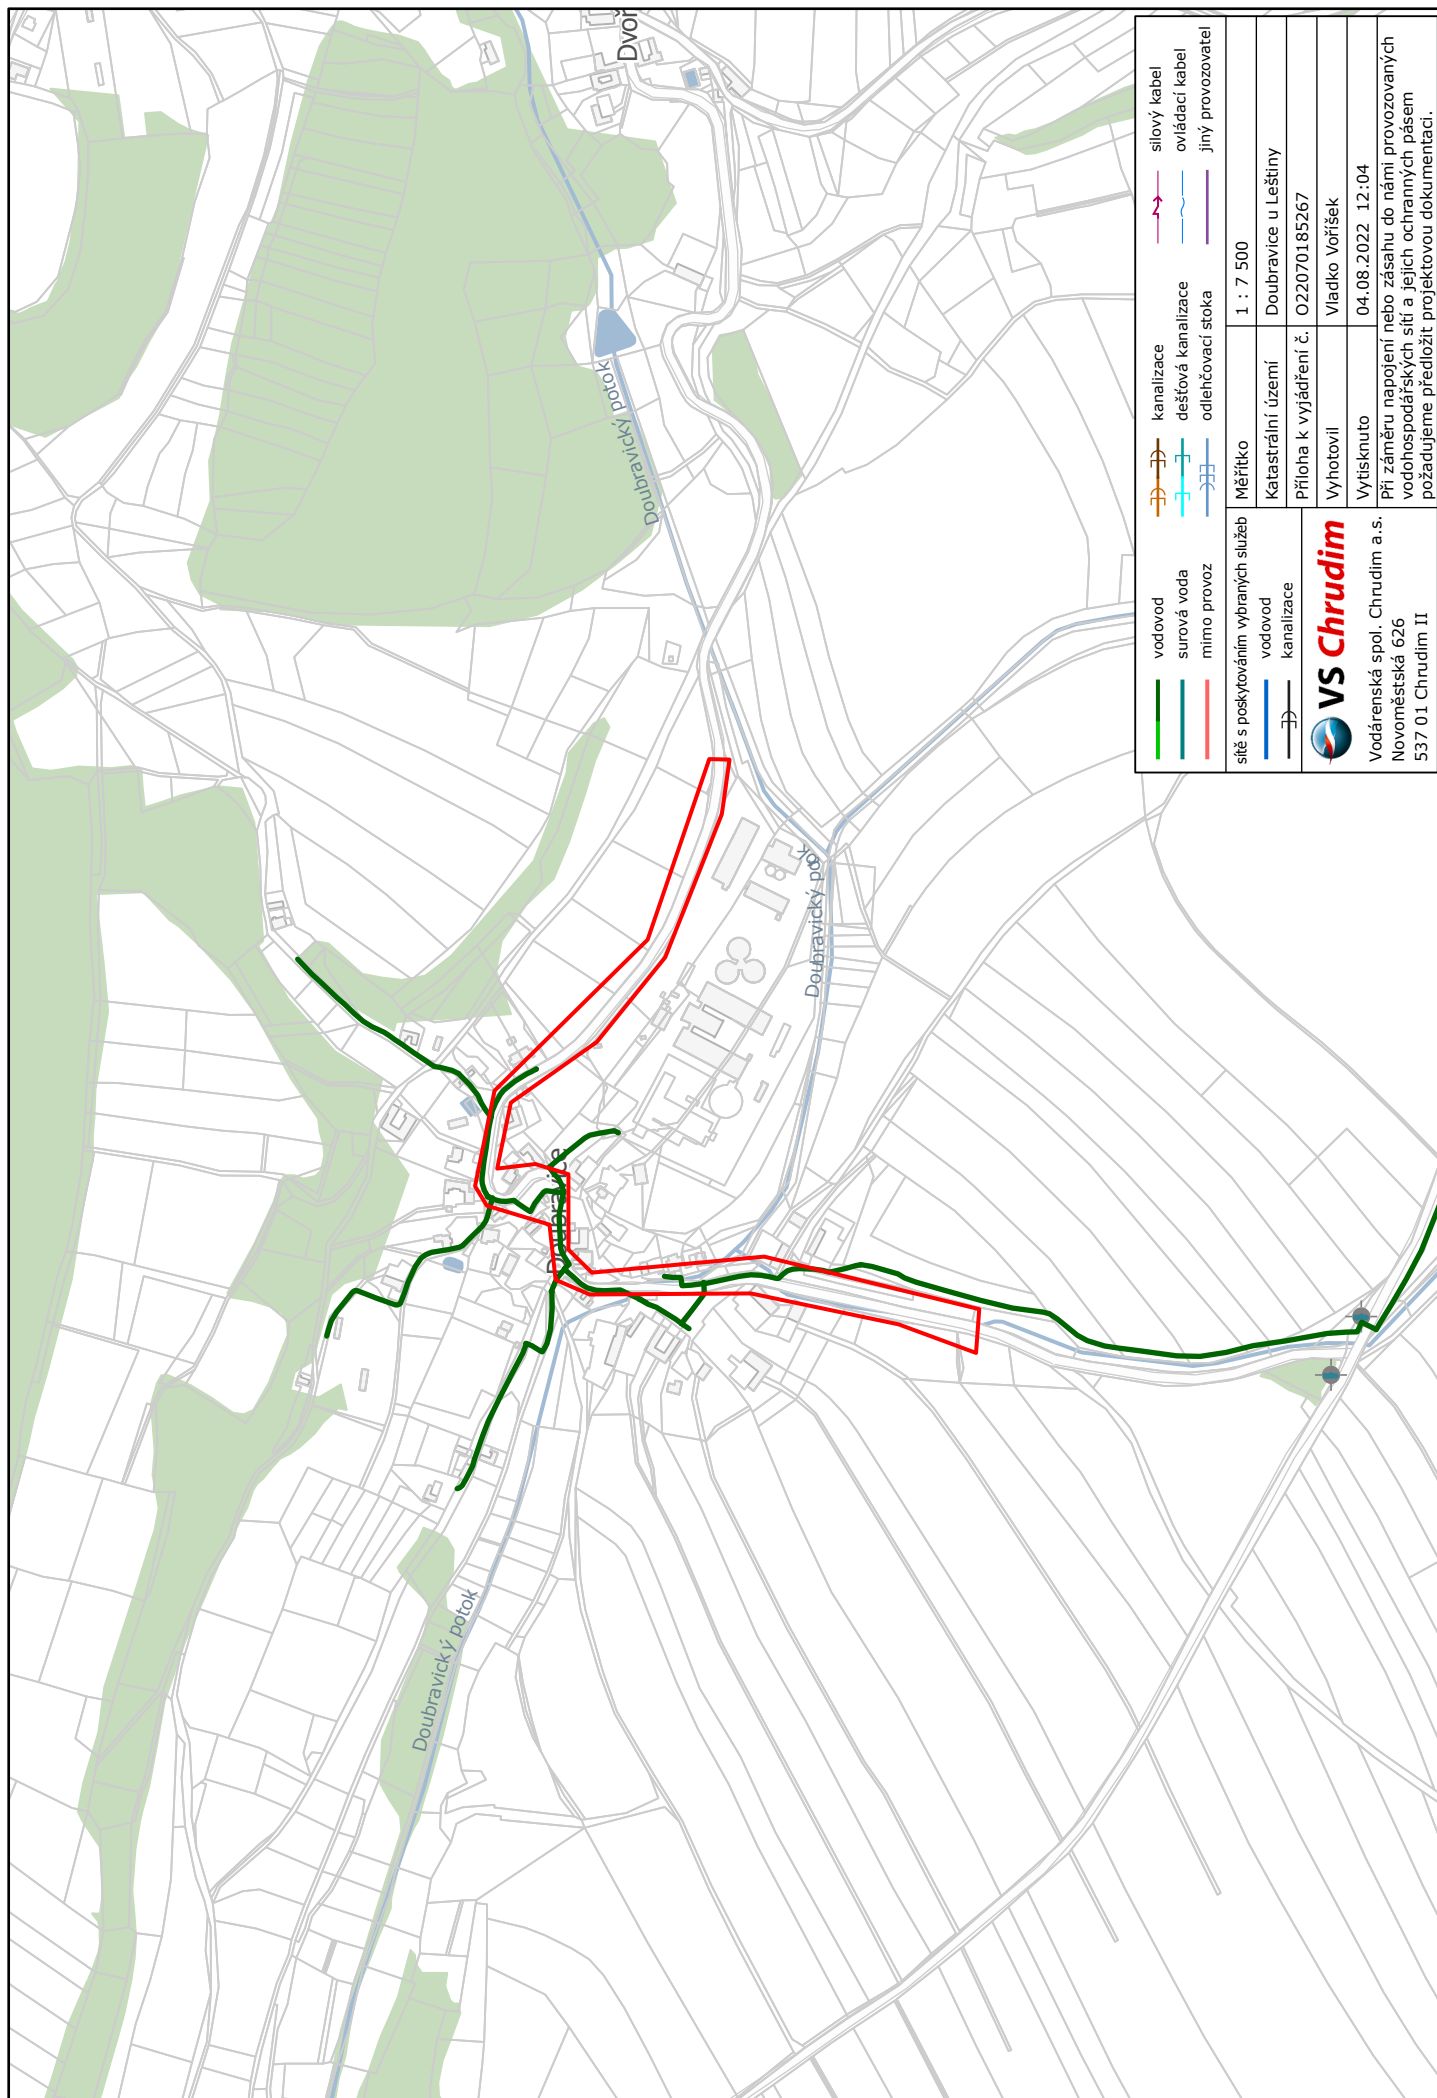 Dvoř
Doubravický potok
Doubravický potok
Doubravice
Doubravický potok
vodovod
surová voda
mimo provoz
kanalizace
dešťová kanalizace
odlehčovací stoka
silový kabel
ovládací kabel
jiný provozovatel
sítě s poskytováním vybraných služeb
vodovod
kanalizace
VS Chrudim
Vodárenská spol. Chrudim a.s.
Novoměstská 626
537 01 Chrudim II
Měřítko 1 : 7 500
Katastrální území Doubravice u Leštiny
Příloha k vyjádření č. O22070185267
Vyhotovil Vladko Voříšek
Vytisknuto 04.08.2022 12:04
Při záměru napojení nebo zásahu do námi provozovaných
vodohospodářských sítí a jejich ochranných pásem
požadujeme předložit projektovou dokumentaci.